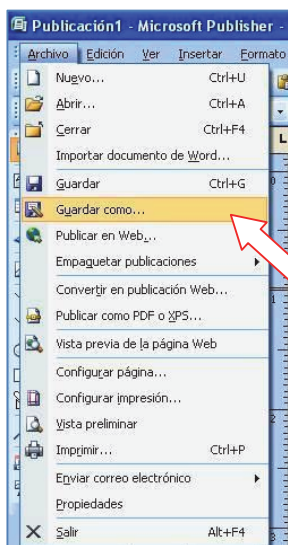 Publicación1 - Microsoft Publisher -
Archivo Edición Ver Insertar Formato
Nuevo... Ctrl+U
Abrir... Ctrl+A
Cerrar Ctrl+F4
Importar documento de Word...
Guardar Ctrl+G
Guardar como...
Publicar en Web...
Empaquetar publicaciones
Convertir en publicación Web...
Publicar como PDF o XPS...
Vista previa de la página Web
Configurar página...
Configurar impresión...
Vista preliminar
Imprimir... Ctrl+P
Enviar correo electrónico
Propiedades
Salir Alt+F4